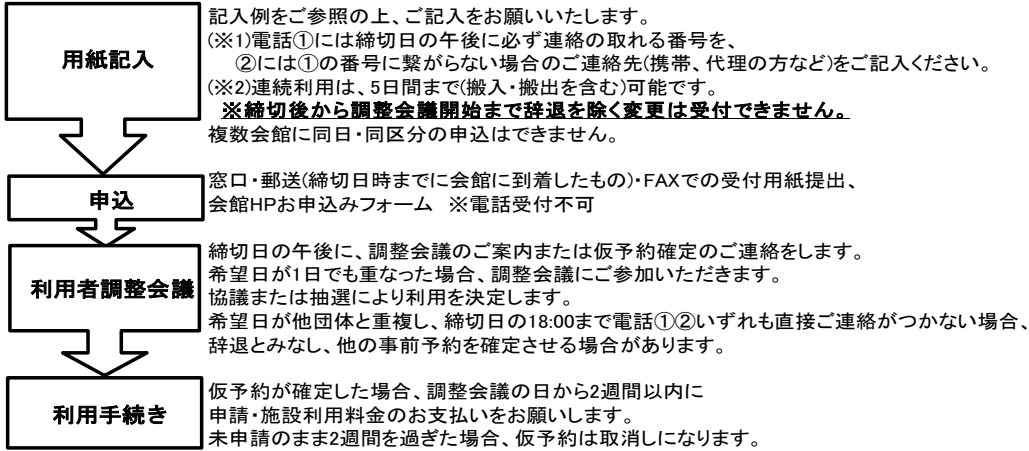 用紙記入
記入例をご参照の上、ご記入をお願いいたします。
(※1)電話①には締切日の午後に必ず連絡の取れる番号を、
②には①の番号に繋がらない場合のご連絡先(携帯、代理の方など)をご記入ください。
(※2)連続利用は、5日間まで(搬入・搬出を含む)可能です。
※締切後から調整会議開始まで辞退を除く変更は受付できません。
複数会館に同日・同区分の申込はできません。
申込
窓口・郵送(締切日時までに会館に到着したもの)・FAXでの受付用紙提出、
会館HPお申込みフォーム ※電話受付不可
利用者調整会議
締切日の午後に、調整会議のご案内または仮予約確定のご連絡をします。
希望日が1日でも重なった場合、調整会議にご参加いただきます。
協議または抽選により利用を決定します。
希望日が他団体と重複し、締切日の18:00まで電話①②いずれも直接ご連絡がつかない場合、
辞退とみなし、他の事前予約を確定させる場合があります。
利用手続き
仮予約が確定した場合、調整会議の日から2週間以内に
申請・施設利用料金のお支払いをお願いします。
未申請のまま2週間を過ぎた場合、仮予約は取消しになります。